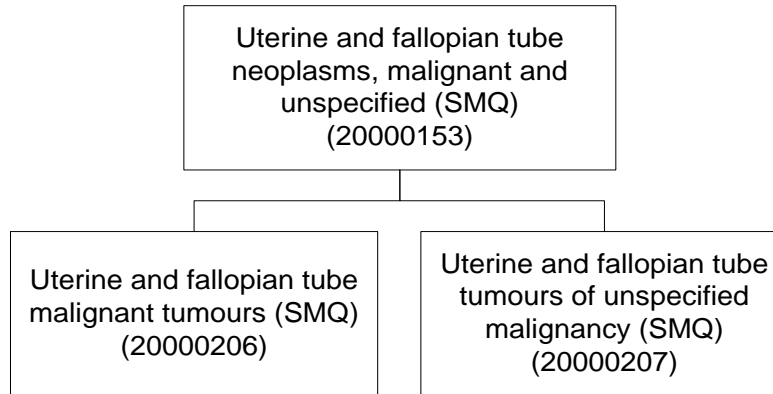 Uterine and fallopian tube
neoplasms, malignant and
unspecified (SMQ)
(20000153)
Uterine and fallopian tube
malignant tumours (SMQ)
(20000206)
Uterine and fallopian tube
tumours of unspecified
malignancy (SMQ)
(20000207)